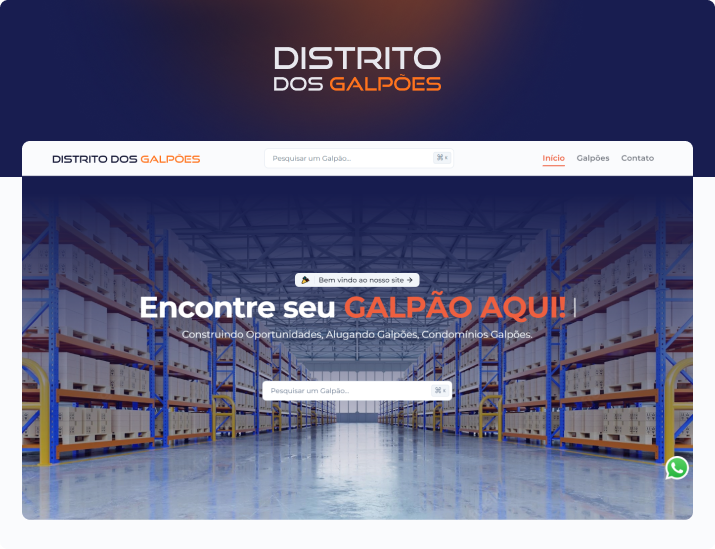 DISTRITO
DOS GALPÕES
DISTRITO DOS GALPÕES
Pesquisar um Galpão...
⌘ K
Início
Galpões
Contato
Bem vindo ao nosso site →
Encontre seu GALPÃO AQUI! |
Construindo Oportunidades, Alugando Galpões, Condomínios Galpões.
Pesquisar um Galpão...
⌘ K